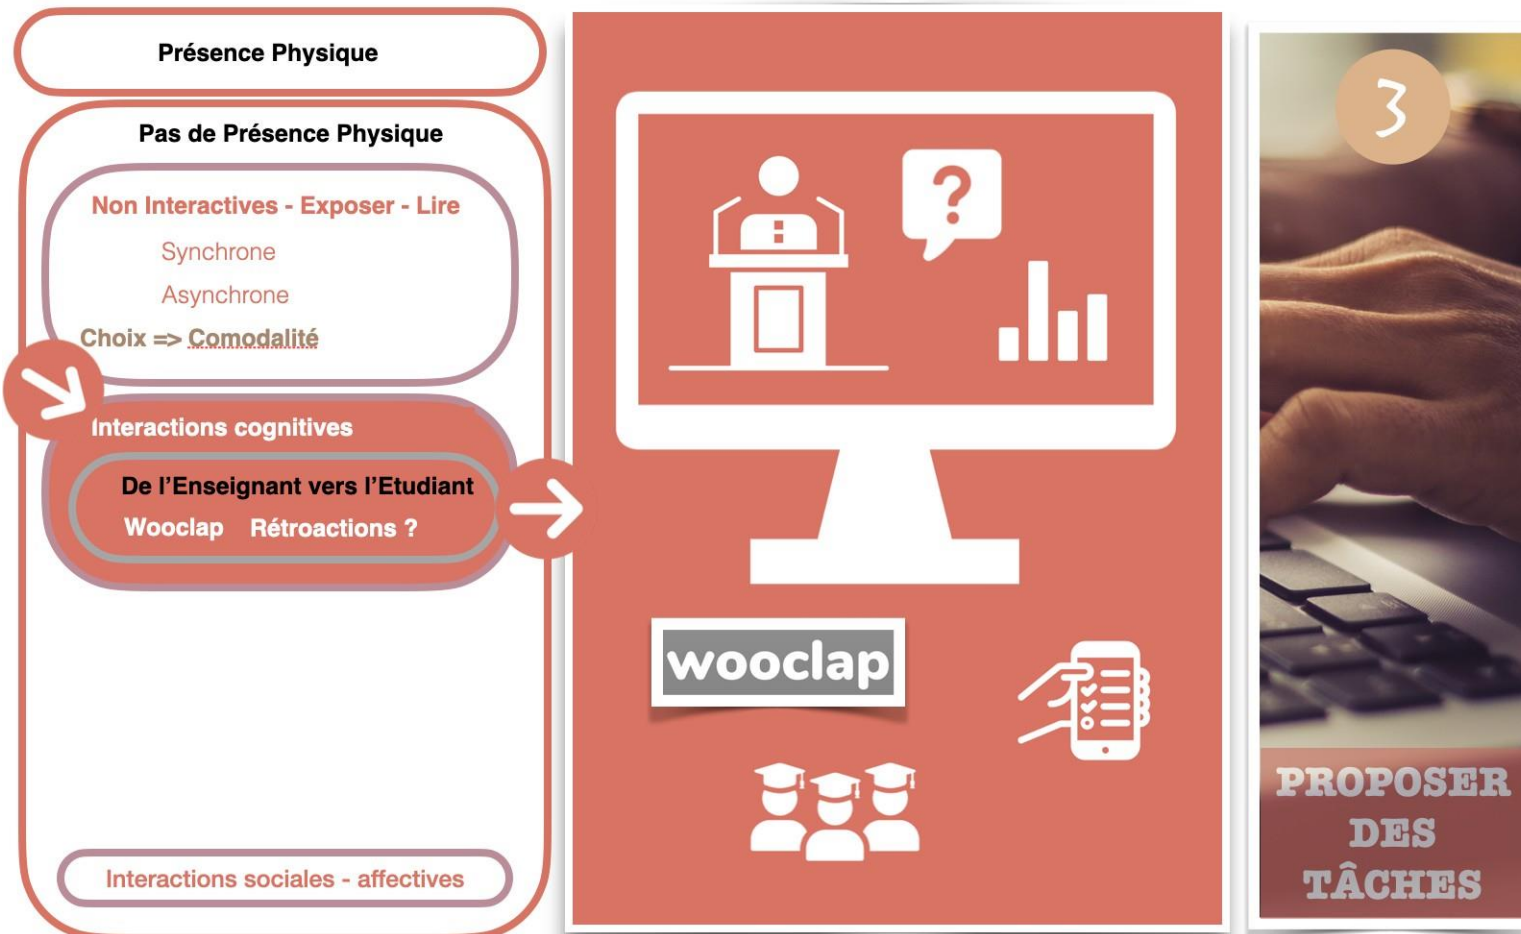 Présence Physique
Pas de Présence Physique
Non Interactives - Exposer - Lire
Synchrone
Asynchrone
Choix => Comodalité
Interactions cognitives
De l'Enseignant vers l'Etudiant
Wooclap Rétroactions ?
Interactions sociales - affectives
?
wooclap
3
PROPOSER
DES
TÂCHES